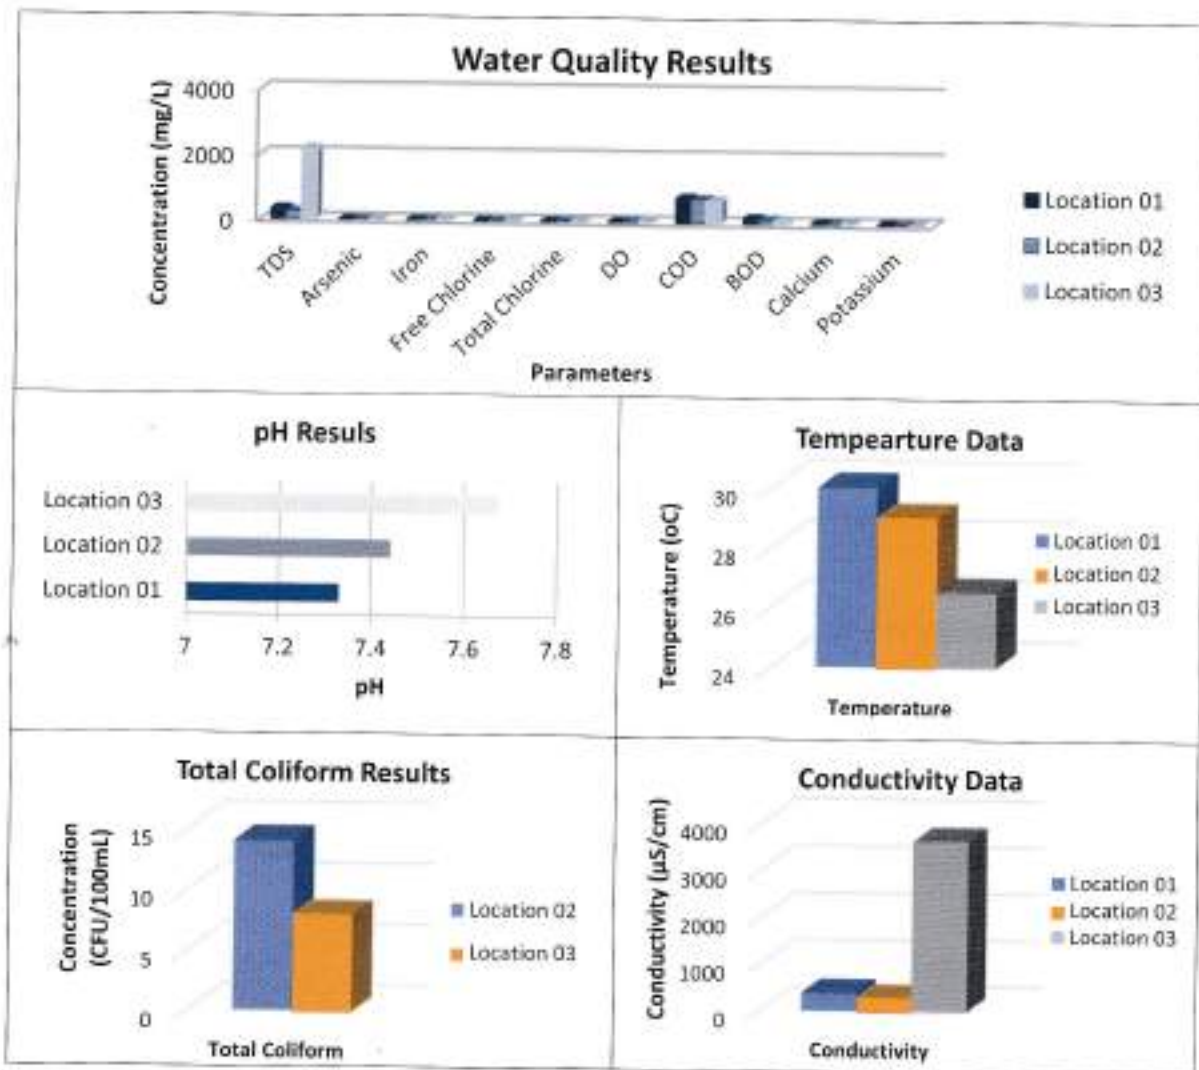 Water Quality Results
Concentration (mg/L)
4000
2000
0
TDS
Arsenic
Iron
Free Chlorine
Total Chlorine
DO
COD
BOD
Calcium
Potassium
Parameters
Location 01
Location 02
Location 03
pH Resuls
Location 03
Location 02
Location 01
7
7.2
7.4
7.6
7.8
pH
Tempearture Data
Temperature (oC)
30
28
26
24
Temperature
Location 01
Location 02
Location 03
Total Coliform Results
Concentration
(CFU/100mL)
15
10
5
0
Total Coliform
Location 02
Location 03
Conductivity Data
Conductivity (µS/cm)
4000
3000
2000
1000
0
Conductivity
Location 01
Location 02
Location 03